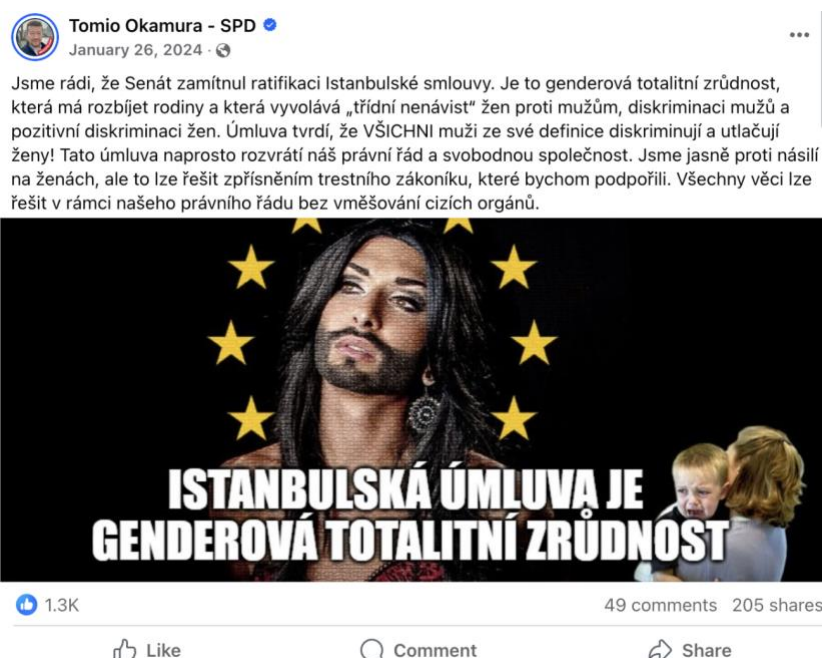 Tomio Okamura - SPD
January 26, 2024 ·
Jsme rádi, že Senát zamítnul ratifikaci Istanbulské smlouvy. Je to genderová totalitní zrůdnost,
která má rozbíjet rodiny a která vyvolává „třídní nenávist“ žen proti mužům, diskriminaci mužů a
pozitivní diskriminaci žen. Úmluva tvrdí, že VŠICHNI muži ze své definice diskriminují a utlačují
ženy! Tato úmluva naprosto rozvrátí náš právní řád a svobodnou společnost. Jsme jasně proti násilí
na ženách, ale to lze řešit zpřísněním trestního zákoníku, které bychom podpořili. Všechny věci lze
řešit v rámci našeho právního řádu bez vměšování cizích orgánů.
ISTANBULSKÁ ÚMLUVA JE
GENDEROVÁ TOTALITNÍ ZRŮDNOST
1.3K
49 comments 205 shares
Like Comment Share